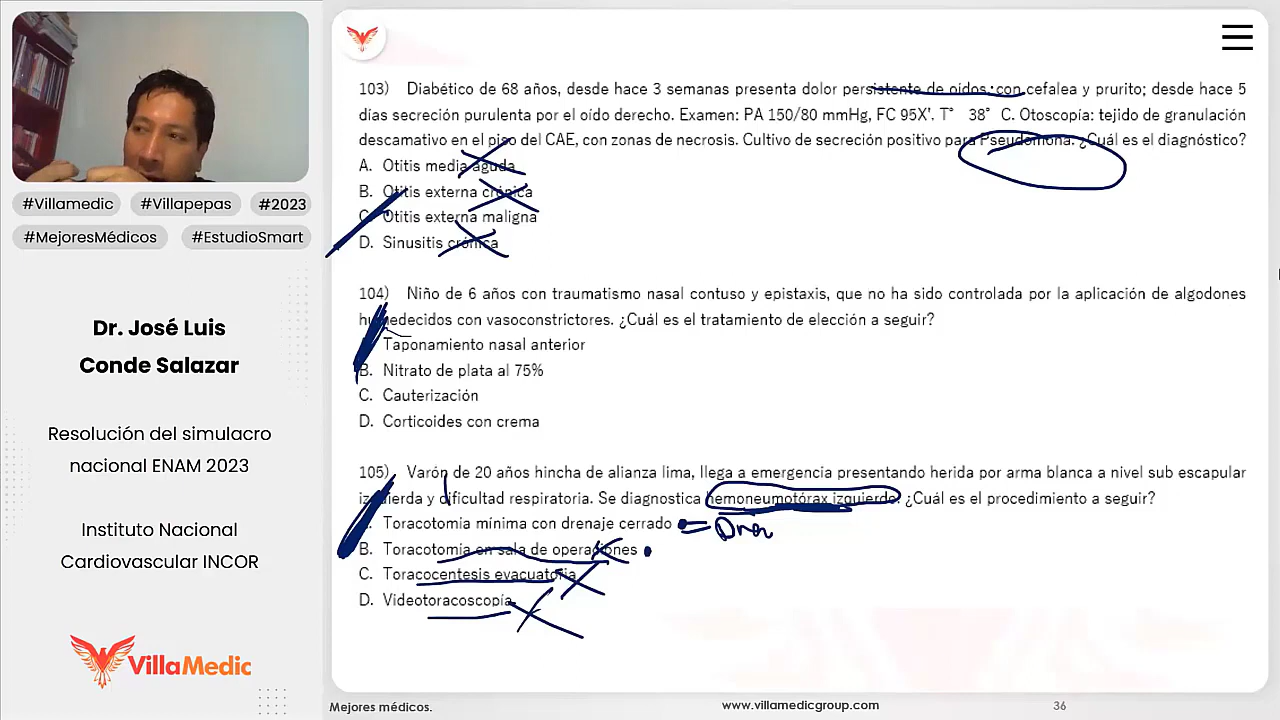 #Villamedic #Villapepas #2023
#MejoresMédicos #EstudioSmart
Dr. José Luis
Conde Salazar
Resolución del simulacro
nacional ENAM 2023
Instituto Nacional
Cardiovascular INCOR
VillaMedic
103) Diabético de 68 años, desde hace 3 semanas presenta dolor persistente de oídos con cefalea y prurito; desde hace 5
días secreción purulenta por el oído derecho. Examen: PA 150/80 mmHg, FC 95X'. T° 38° C. Otoscopía: tejido de granulación
descamativo en el piso del CAE, con zonas de necrosis. Cultivo de secreción positivo para Pseudomona. ¿Cuál es el diagnóstico?
A. Otitis media aguda
B. Otitis externa crónica
C. Otitis externa maligna
D. Sinusitis crónica
104) Niño de 6 años con traumatismo nasal contuso y epistaxis, que no ha sido controlada por la aplicación de algodones
humedecidos con vasoconstrictores. ¿Cuál es el tratamiento de elección a seguir?
Taponamiento nasal anterior
B. Nitrato de plata al 75%
C. Cauterización
D. Corticoides con crema
105) Varón de 20 años hincha de alianza lima, llega a emergencia presentando herida por arma blanca a nivel sub escapular
izquierda y dificultad respiratoria. Se diagnostica hemoneumotórax izquierdo. ¿Cuál es el procedimiento a seguir?
Toracotomía mínima con drenaje cerrado
B. Toracotomía en sala de operaciones
C. Toracocentesis evacuatoria
D. Videotoracoscopía
Mejores médicos. www.villamedicgroup.com 36